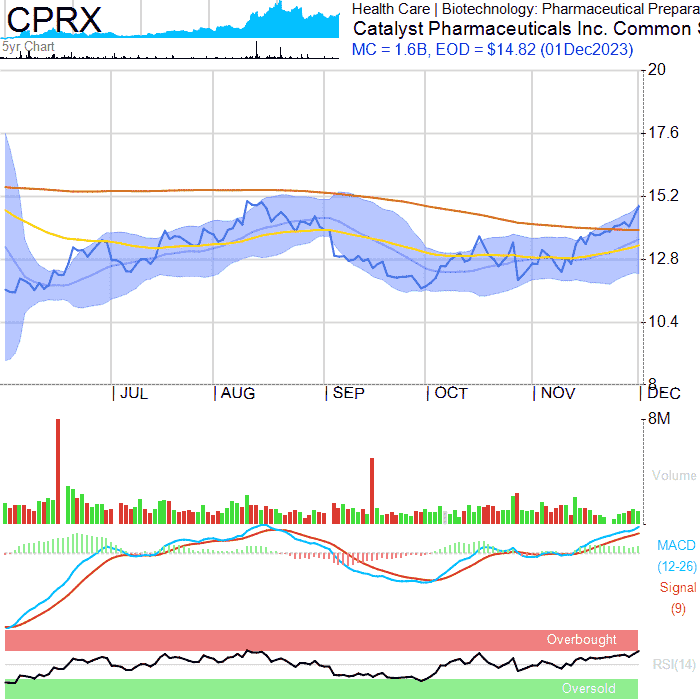 CPRX
5yr Chart
Health Care | Biotechnology: Pharmaceutical Prepara
Catalyst Pharmaceuticals Inc. Common S
MC = 1.6B, EOD = $14.82 (01Dec2023)
20
17.6
15.2
12.8
10.4
8
JUL AUG SEP OCT NOV DEC
8M
Volume
MACD
(12-26)
Signal
(9)
Overbought
RSI(14)
Oversold